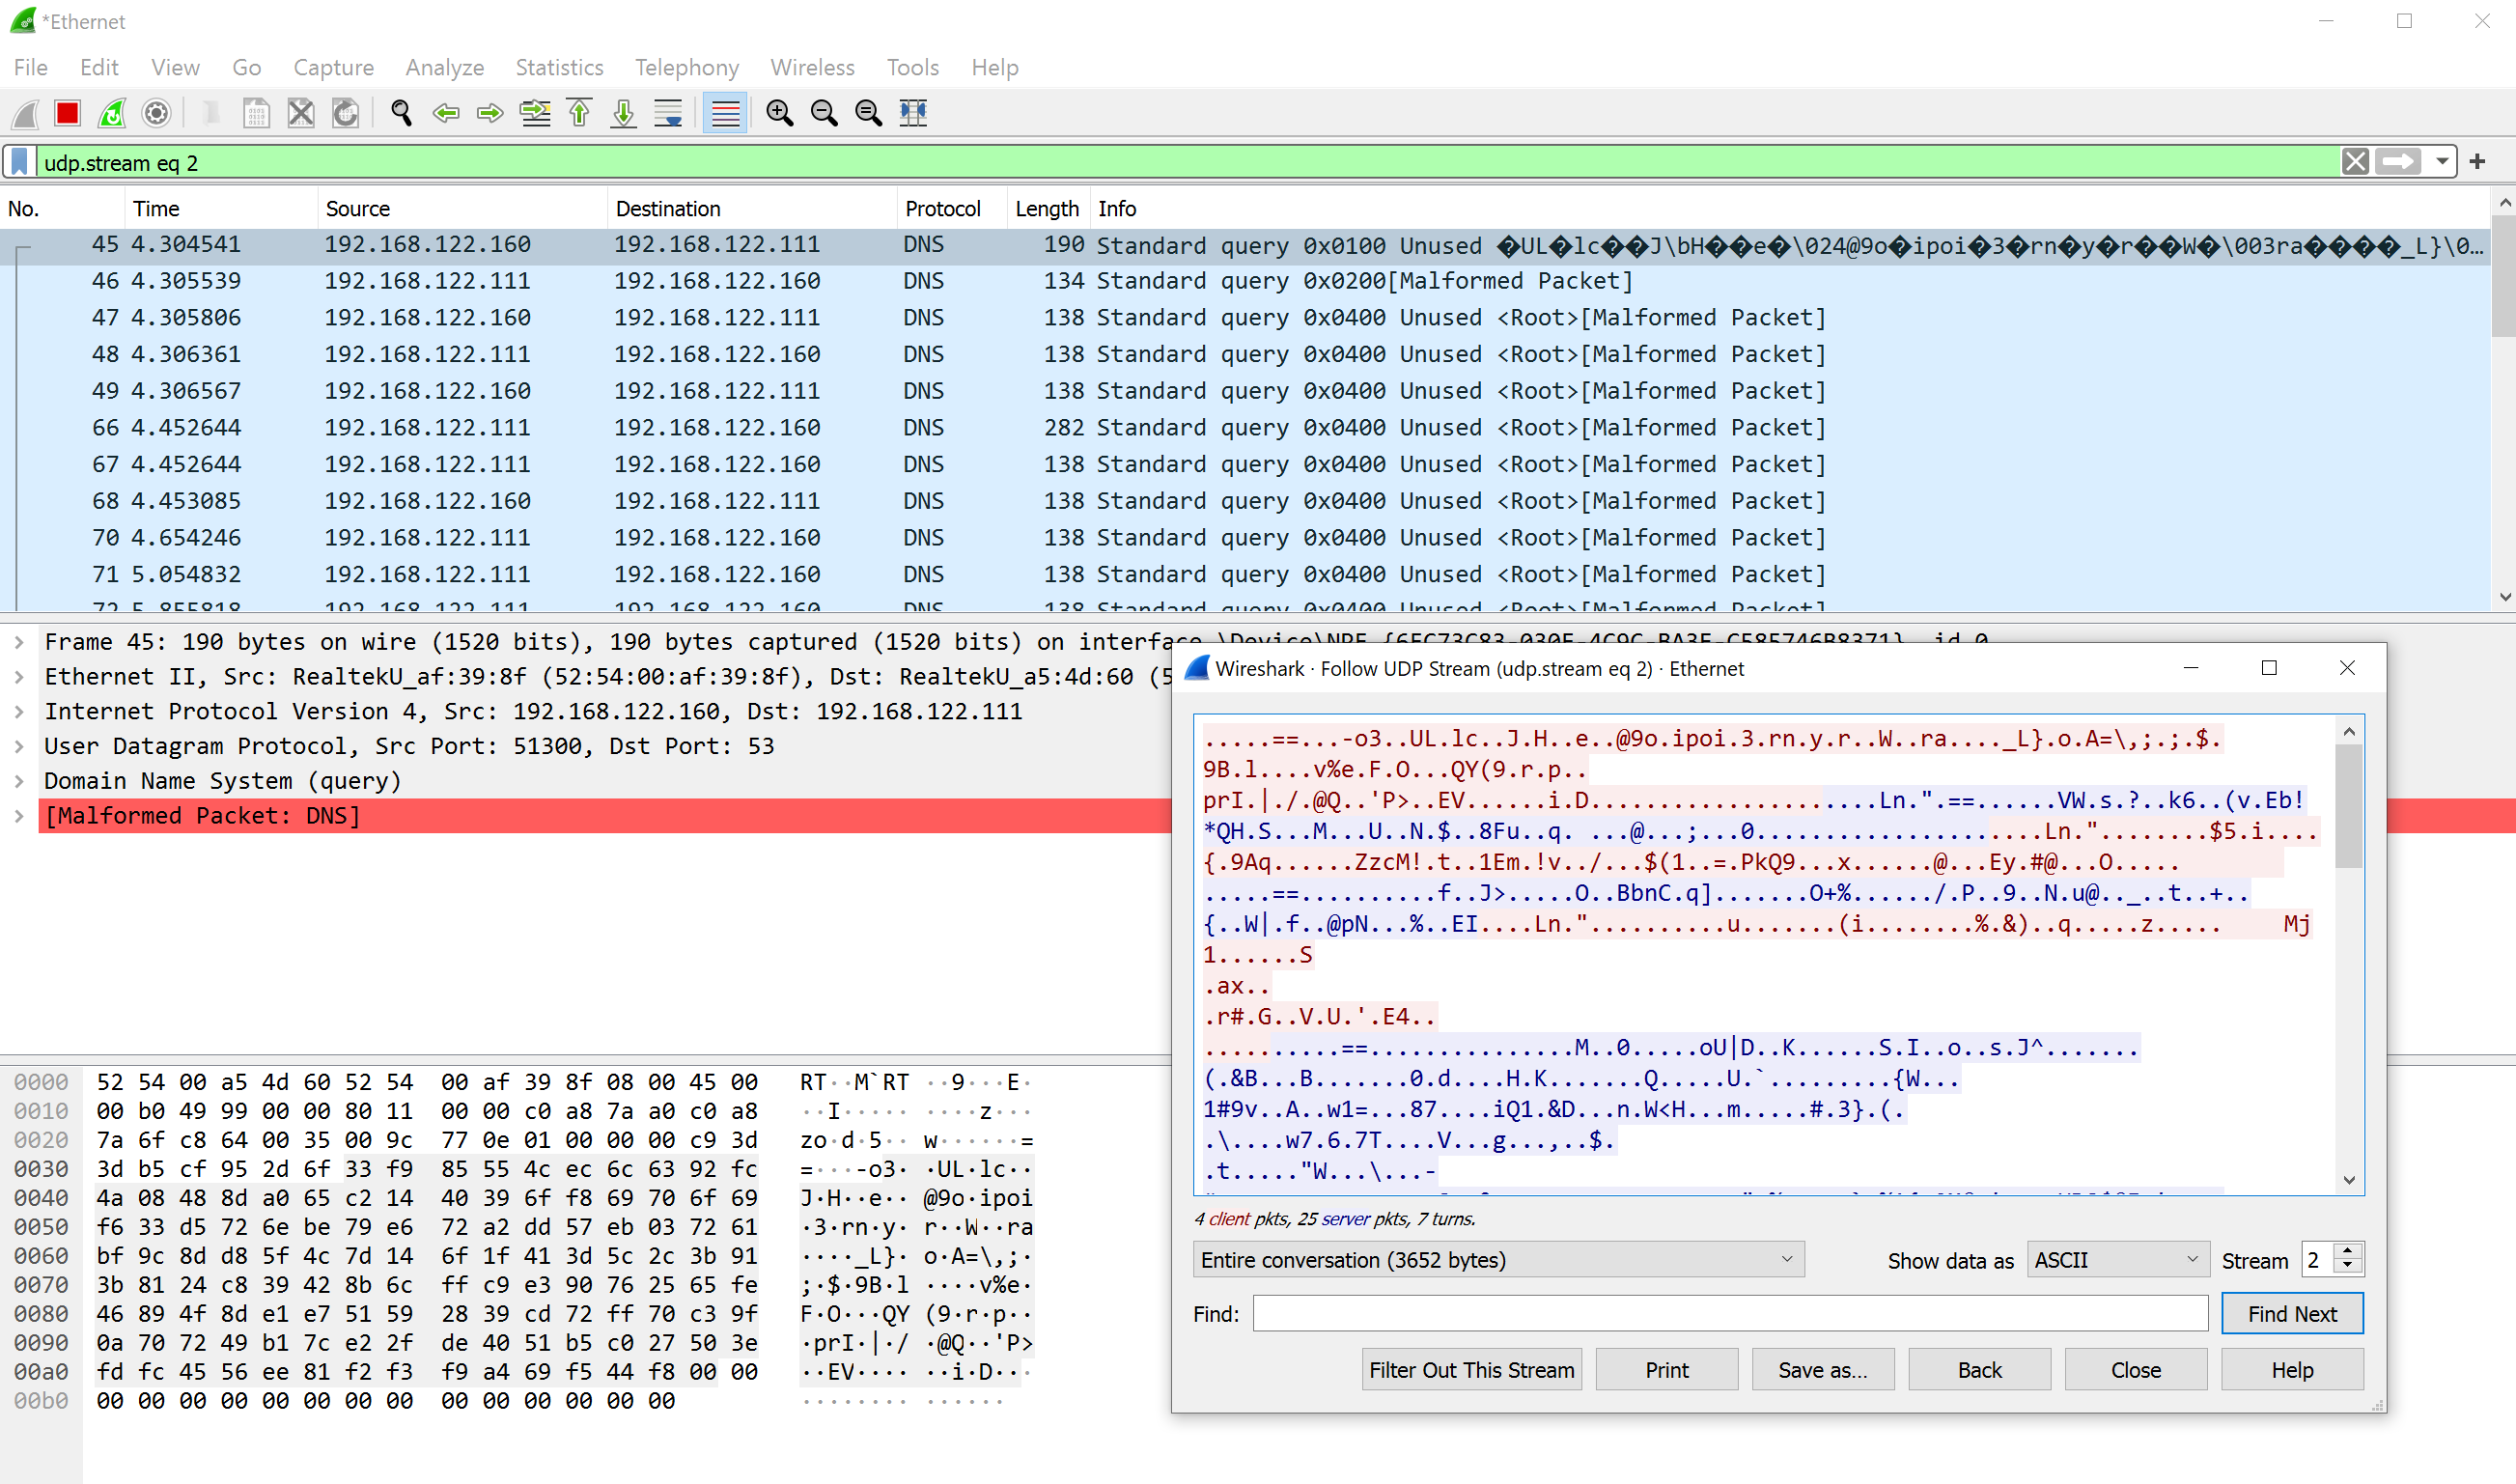 *Ethernet
File Edit View Go Capture Analyze Statistics Telephony Wireless Tools Help
udp.stream eq 2
No. Time Source Destination Protocol Length Info
45 4.304541 192.168.122.160 192.168.122.111 DNS 190 Standard query 0x0100 Unused �UL�lc��J\bH��e�\024@9o�ipoi�3�rn�y�r��W�\003ra����_L}\0…
46 4.305539 192.168.122.111 192.168.122.160 DNS 134 Standard query 0x0200[Malformed Packet]
47 4.305806 192.168.122.160 192.168.122.111 DNS 138 Standard query 0x0400 Unused <Root>[Malformed Packet]
48 4.306361 192.168.122.111 192.168.122.160 DNS 138 Standard query 0x0400 Unused <Root>[Malformed Packet]
49 4.306567 192.168.122.160 192.168.122.111 DNS 138 Standard query 0x0400 Unused <Root>[Malformed Packet]
66 4.452644 192.168.122.111 192.168.122.160 DNS 282 Standard query 0x0400 Unused <Root>[Malformed Packet]
67 4.452644 192.168.122.111 192.168.122.160 DNS 138 Standard query 0x0400 Unused <Root>[Malformed Packet]
68 4.453085 192.168.122.160 192.168.122.111 DNS 138 Standard query 0x0400 Unused <Root>[Malformed Packet]
70 4.654246 192.168.122.111 192.168.122.160 DNS 138 Standard query 0x0400 Unused <Root>[Malformed Packet]
71 5.054832 192.168.122.111 192.168.122.160 DNS 138 Standard query 0x0400 Unused <Root>[Malformed Packet]
72 5.855818 192.168.122.111 192.168.122.160 DNS 138 Standard query 0x0400 Unused <Root>[Malformed Packet]
Frame 45: 190 bytes on wire (1520 bits), 190 bytes captured (1520 bits) on interface
Ethernet II, Src: RealtekU_af:39:8f (52:54:00:af:39:8f), Dst: RealtekU_a5:4d:60 (5
Internet Protocol Version 4, Src: 192.168.122.160, Dst: 192.168.122.111
User Datagram Protocol, Src Port: 51300, Dst Port: 53
Domain Name System (query)
[Malformed Packet: DNS]
0000 52 54 00 a5 4d 60 52 54 00 af 39 8f 08 00 45 00 RT··M`RT ··9···E·
0010 00 b0 49 99 00 00 80 11 00 00 c0 a8 7a a0 c0 a8 ··I····· ····z···
0020 7a 6f c8 64 00 35 00 9c 77 0e 01 00 00 00 c9 3d zo·d·5·· w······=
0030 3d b5 cf 95 2d 6f 33 f9 85 55 4c ec 6c 63 92 fc =···-o3· ·UL·lc··
0040 4a 08 48 8d a0 65 c2 14 40 39 6f f8 69 70 6f 69 J·H··e·· @9o·ipoi
0050 f6 33 d5 72 6e be 79 e6 72 a2 dd 57 eb 03 72 61 ·3·rn·y· r··W··ra
0060 bf 9c 8d d8 5f 4c 7d 14 6f 1f 41 3d 5c 2c 3b 91 ····_L}· o·A=\,;·
0070 3b 81 24 c8 39 42 8b 6c ff c9 e3 90 76 25 65 fe ;·$·9B·l ····v%e·
0080 46 89 4f 8d e1 e7 51 59 28 39 cd 72 ff 70 c3 9f F·O···QY (9·r·p··
0090 0a 70 72 49 b1 7c e2 2f de 40 51 b5 c0 27 50 3e ·prI·|·/ ·@Q··'P>
00a0 fd fc 45 56 ee 81 f2 f3 f9 a4 69 f5 44 f8 00 00 ··EV···· ··i·D···
00b0 00 00 00 00 00 00 00 00 00 00 00 00 00 00 ········ ······
Wireshark · Follow UDP Stream (udp.stream eq 2) · Ethernet
.....==...-o3..UL.lc..J.H..e..@9o.ipoi.3.rn.y.r..W..ra...._L}.o.A=\,;.;.$.
9B.l....v%e.F.O...QY(9.r.p..
prI.|./.@Q..'P>..EV......i.D.....................Ln.".==......VW.s.?..k6..(v.Eb!
*QH.S...M...U..N.$..8Fu..q. ...@...;...0.......................Ln."........$5.i....
{.9Aq......ZzcM!.t..1Em.!v../...$(1..=.PkQ9...x......@...Ey.#@...O.....
.....==..........f..J>.....O..BbnC.q].......O+%....../.P..9..N.u@.._..t..+..
{..W|.f..@pN...%..EI....Ln."..........u.......(i........%.&)..q.....z..... Mj
1......S
.ax..
.r#.G..V.U.'.E4..
..........==...............M..0.....oU|D..K......S.I..o..s.J^.......
(.&B...B.......0.d....H.K.......Q.....U.`.........{W...
1#9v..A..w1=...87....iQ1.&D...n.W<H...m.....#.3}.(.
.\....w7.6.7T....V...g...,..$.
.t....."W...\...-
4 client pkts, 25 server pkts, 7 turns.
Entire conversation (3652 bytes) Show data as ASCII Stream 2
Find: Find Next
Filter Out This Stream Print Save as… Back Close Help